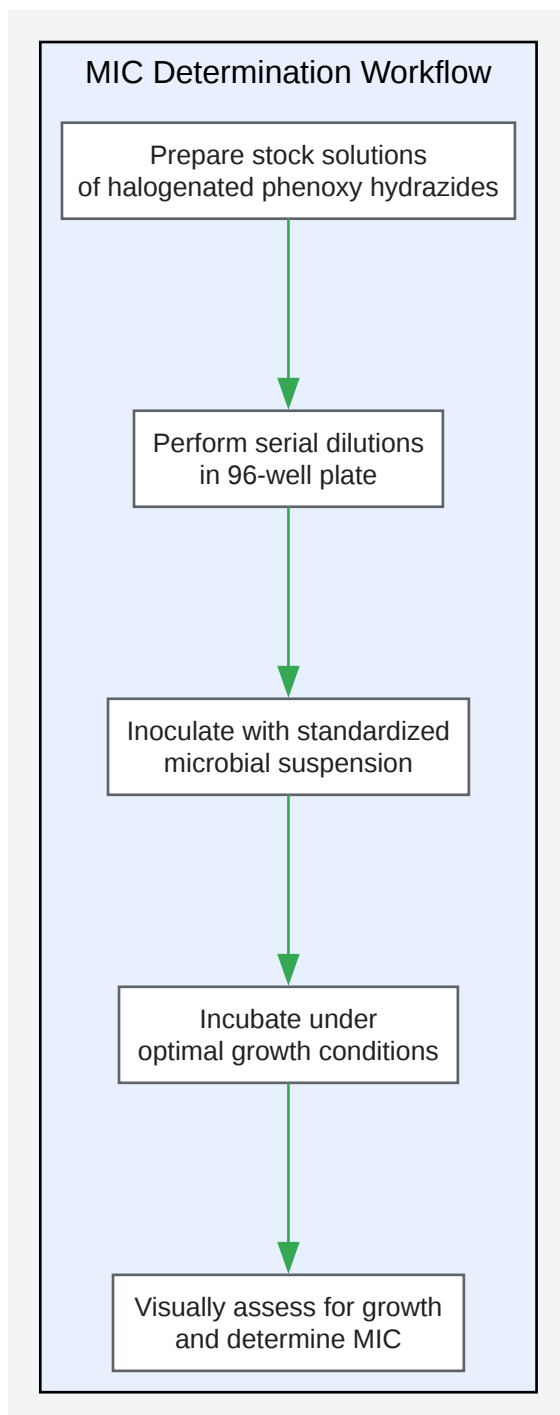 MIC Determination Workflow
Prepare stock solutions
of halogenated phenoxy hydrazides
Perform serial dilutions
in 96-well plate
Inoculate with standardized
microbial suspension
Incubate under
optimal growth conditions
Visually assess for growth
and determine MIC